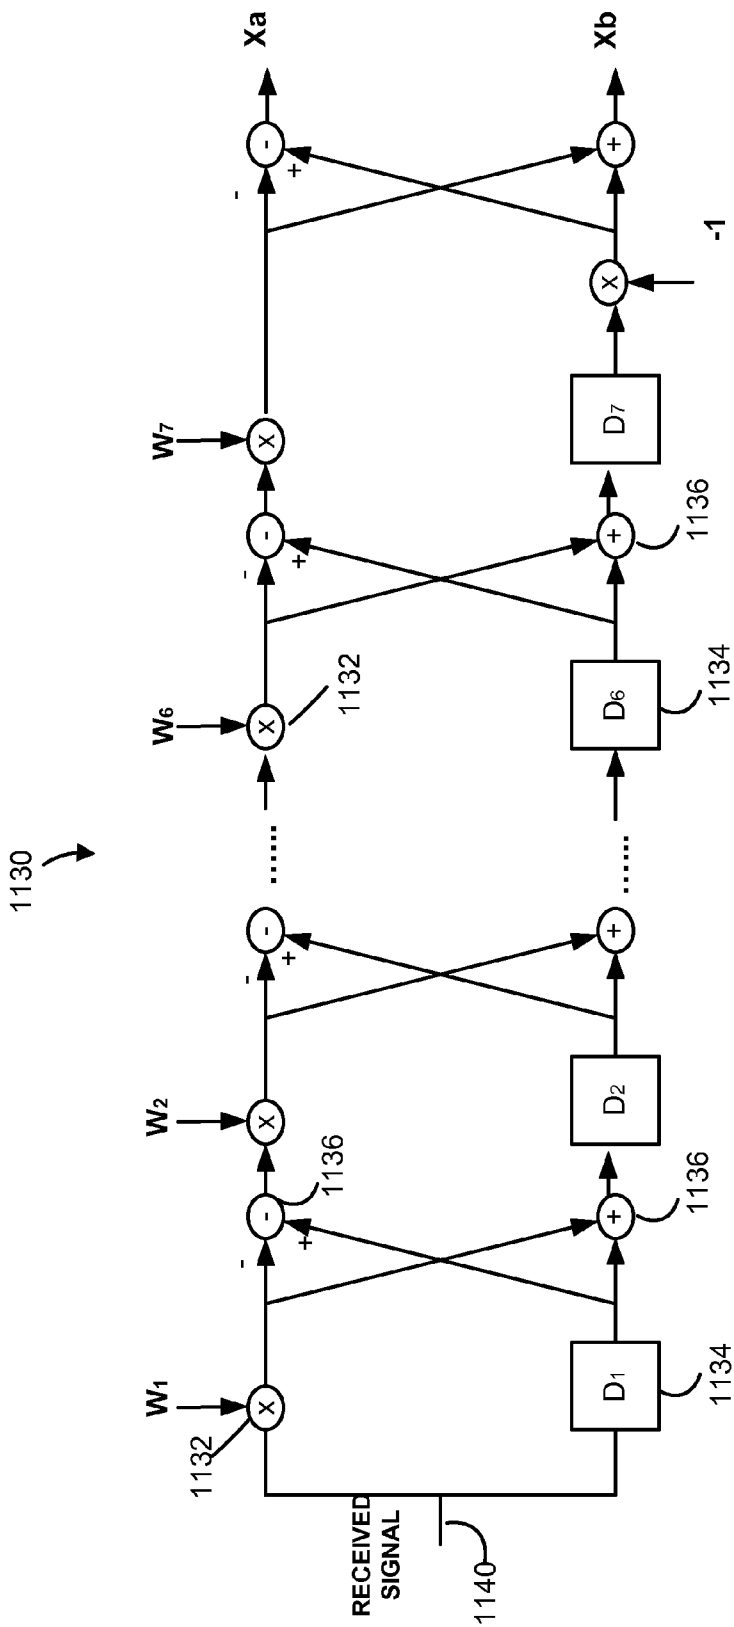 1130
W1
W2
W6
W7
1132
X
-
1136
X
-
1132
X
-
X
-
Xa
-
+
-
+
-
+
-
+
RECEIVED
SIGNAL
1140
......
......
D1
+
D2
+
D6
+
D7
X
+
Xb
1134
1136
1134
1136
-1